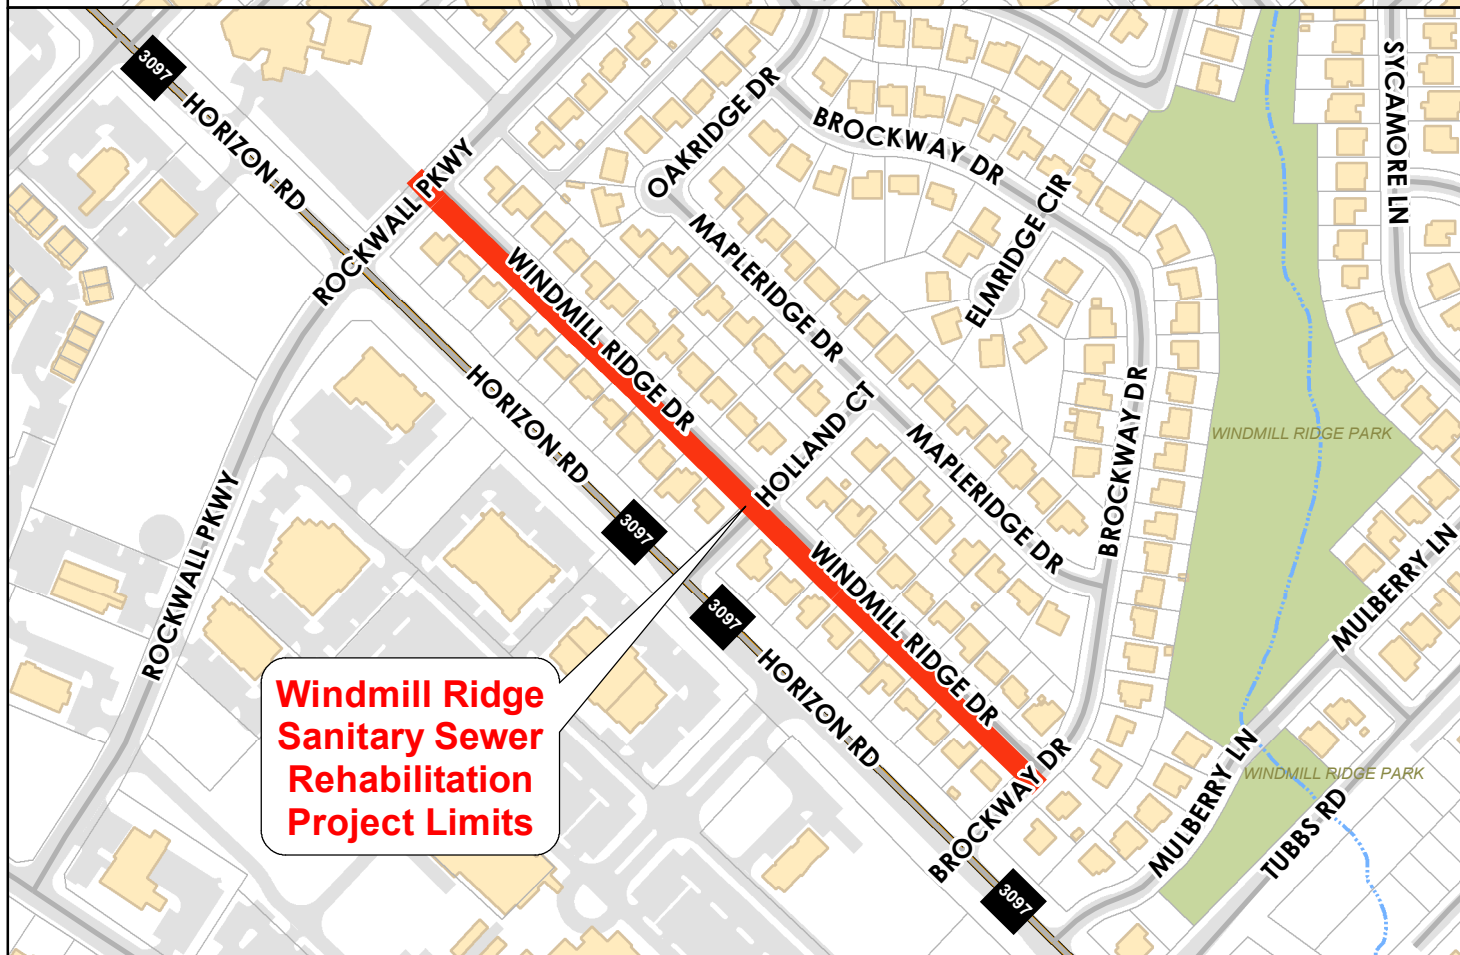 3097
HORIZON RD
ROCKWALL PKWY
OAKRIDGE DR
BROCKWAY DR
SYCAMORE LN
ELMRIDGE CIR
MAPLERIDGE DR
WINDMILL RIDGE DR
HORIZON RD
HOLLAND CT
MAPLERIDGE DR
BROCKWAY DR
WINDMILL RIDGE PARK
ROCKWALL PKWY
3097
3097
WINDMILL RIDGE DR
MULBERRY LN
HORIZON RD
Windmill Ridge
Sanitary Sewer
Rehabilitation
Project Limits
BROCKWAY DR
MULBERRY LN
WINDMILL RIDGE PARK
TUBBS RD
3097